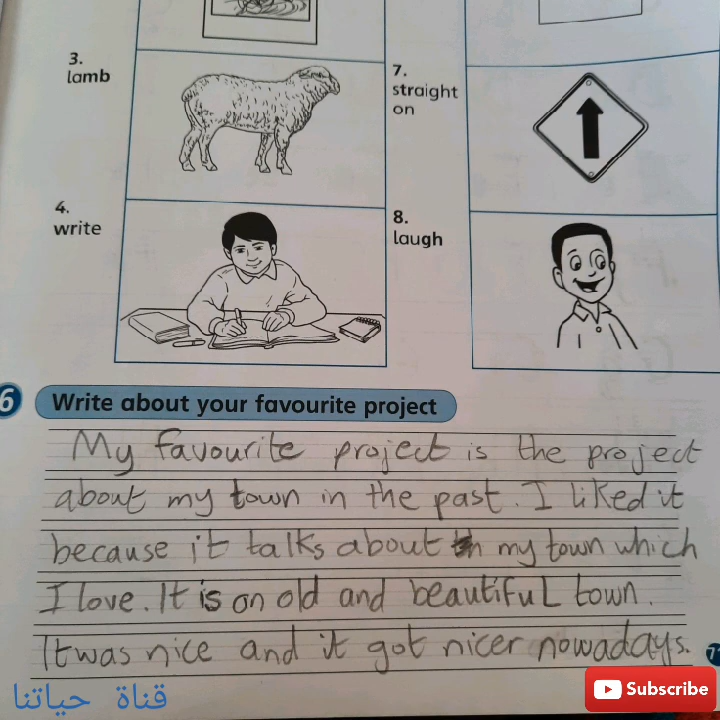 3.
lamb
7.
straight
on
4.
write
8.
laugh
6 Write about your favourite project
My favourite project is the project
about my town in the past. I liked it
because it talks about my town which
I love. It is an old and beautiful town.
It was nice and it got nicer nowadays.
قناة حياتنا
Subscribe